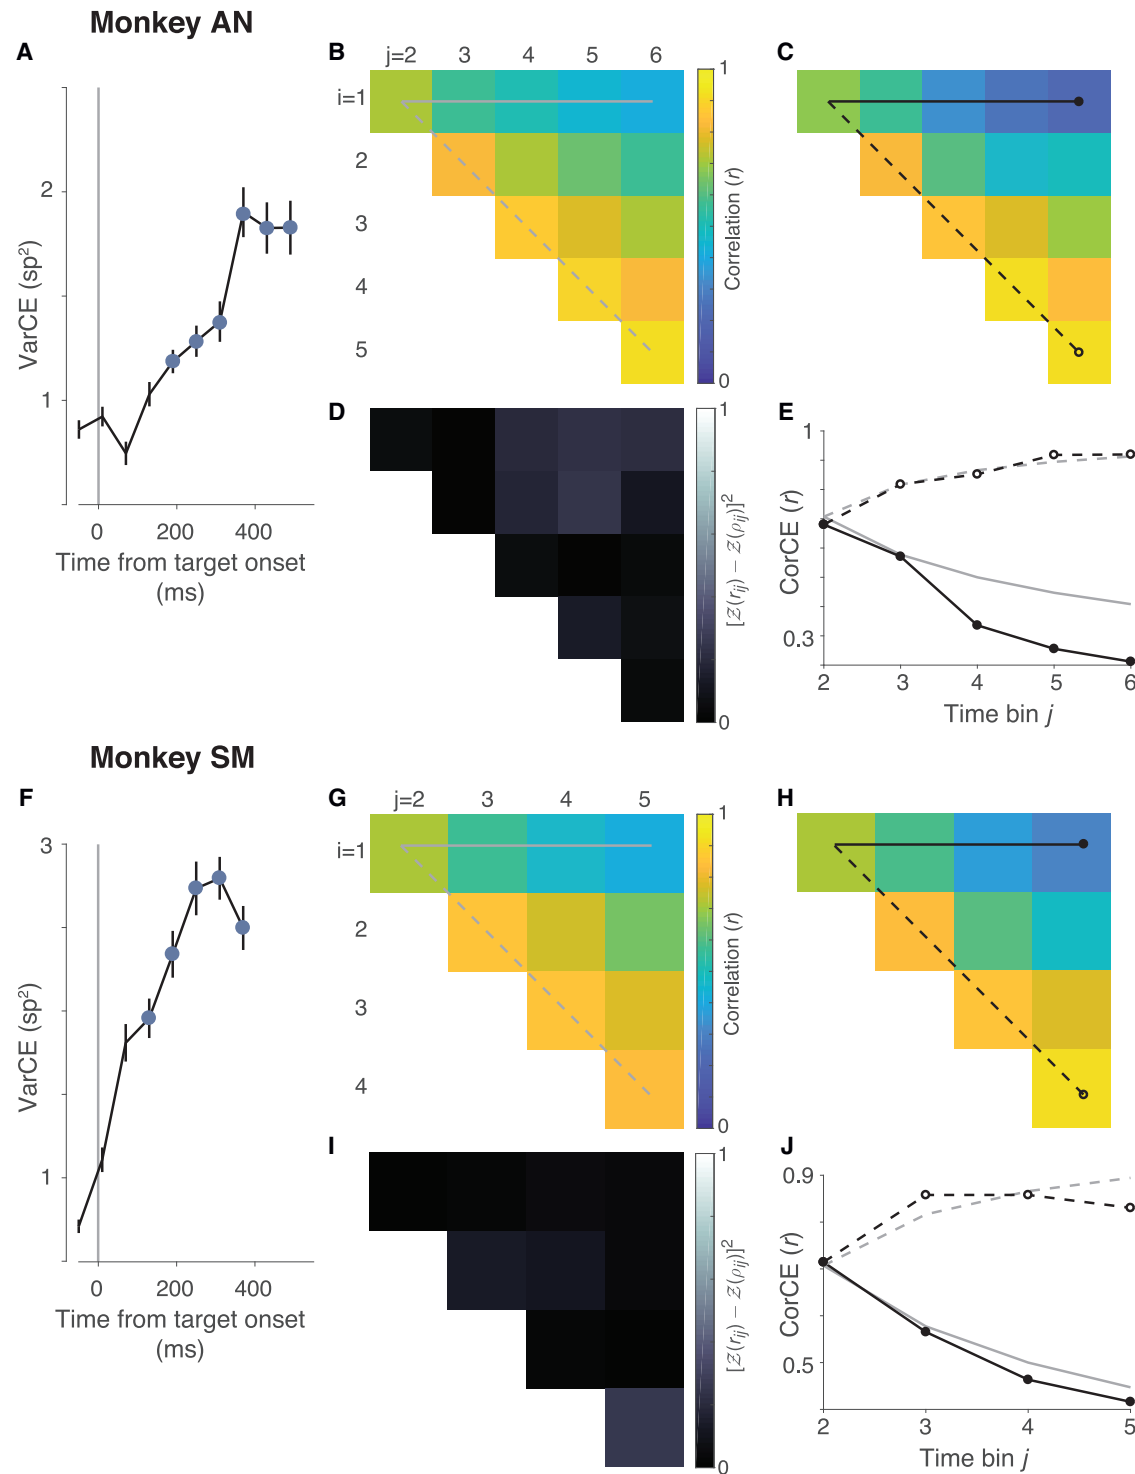 Monkey AN
A
VarCE (sp²)
2
1
0 200 400
Time from target onset
(ms)
B
j=2 3 4 5 6
i=1
2
3
4
5
1
Correlation (r)
0
C
D
1
[Z(rij) − Z(ρij)]²
0
E
1
CorCE (r)
0.3
2 3 4 5 6
Time bin j
Monkey SM
F
3
VarCE (sp²)
1
0 200 400
Time from target onset
(ms)
G
j=2 3 4 5
i=1
2
3
4
1
Correlation (r)
0
H
I
1
[Z(rij) − Z(ρij)]²
0
J
0.9
CorCE (r)
0.5
2 3 4 5
Time bin j